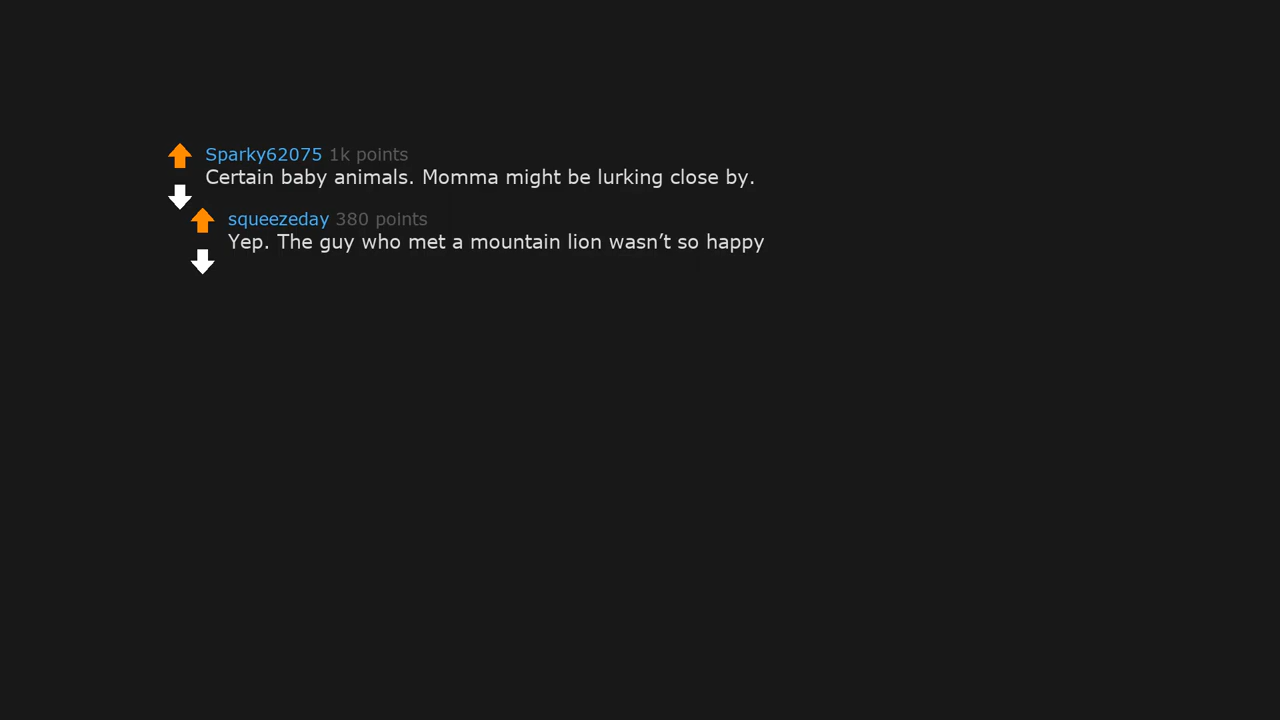 Sparky62075 1k points
Certain baby animals. Momma might be lurking close by.
squeezeday 380 points
Yep. The guy who met a mountain lion wasn’t so happy